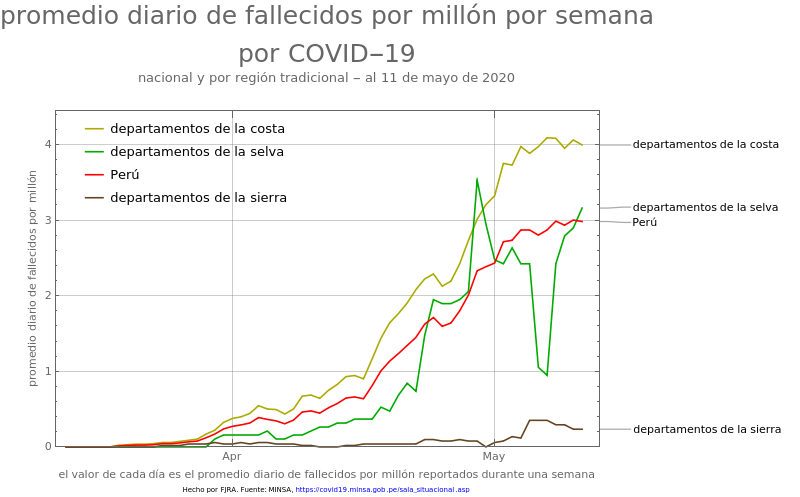 promedio diario de fallecidos por millón por semana
por COVID−19
nacional y por región tradicional − al 11 de mayo de 2020
departamentos de la costa
departamentos de la selva
Perú
departamentos de la sierra
promedio diario de fallecidos por millón
4
3
2
1
0
Apr
May
departamentos de la costa
departamentos de la selva
Perú
departamentos de la sierra
el valor de cada día es el promedio diario de fallecidos por millón reportados durante una semana
Hecho por FJRA. Fuente: MINSA, https://covid19.minsa.gob.pe/sala_situacional.asp